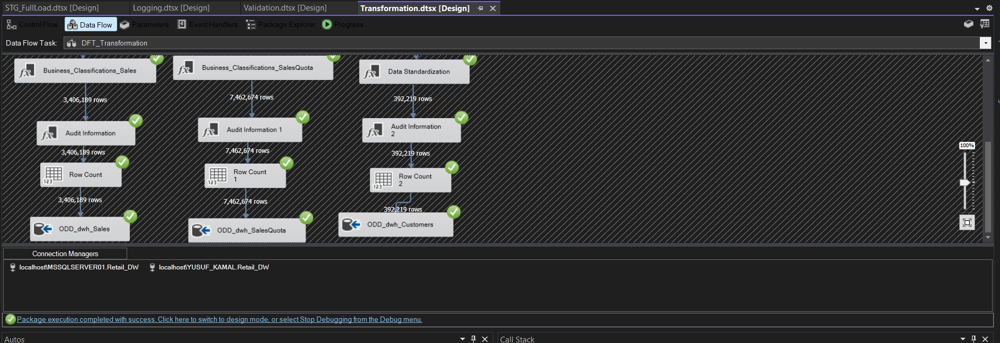 STG_FullLoad.dtsx [Design] Logging.dtsx [Design] Validation.dtsx [Design] Transformation.dtsx [Design]
Control Flow Data Flow Parameters Event Handlers Package Explorer Progress
Data Flow Task: DFT_Transformation
Business_Classifications_Sales Business_Classifications_SalesQuota Data Standardization
3,406,189 rows 7,462,674 rows 392,219 rows
Audit Information Audit Information 1 Audit Information
2
3,406,189 rows 7,462,674 rows 392,219 rows
100%
Row Count Row Count
1 Row Count
2
3,406,189 rows 7,462,674 rows 392,219 rows
ODD_dwh_Sales ODD_dwh_SalesQuota ODD_dwh_Customers
Connection Managers
localhost\MSSQLSERVER01.Retail_DW localhost\YUSUF_KAMAL.Retail_DW
Package execution completed with success. Click here to switch to design mode, or select Stop Debugging from the Debug menu.
Autos Call Stack